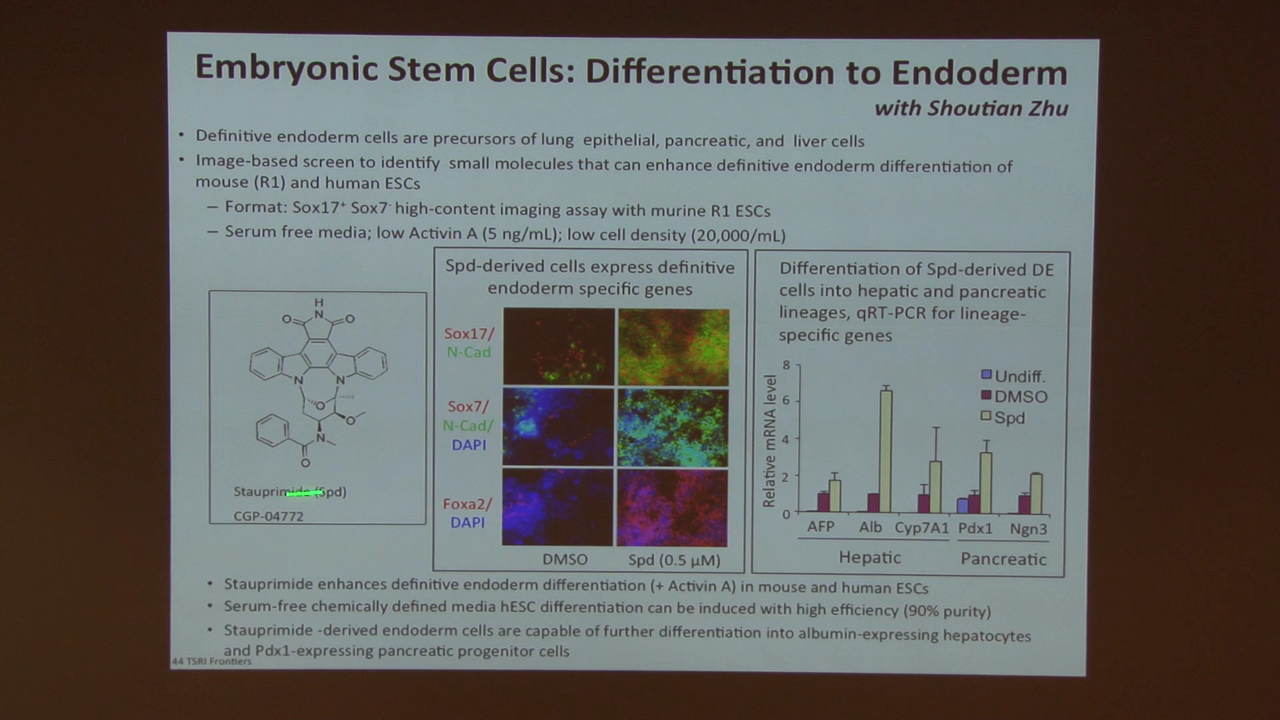 Embryonic Stem Cells: Differentiation to Endoderm
with Shoutian Zhu
• Definitive endoderm cells are precursors of lung epithelial, pancreatic, and liver cells
• Image-based screen to identify small molecules that can enhance definitive endoderm differentiation of
mouse (R1) and human ESCs
– Format: Sox17⁺ Sox7⁻ high-content imaging assay with murine R1 ESCs
– Serum free media; low Activin A (5 ng/mL); low cell density (20,000/mL)
H
N
O
O
N
N
O
O
N
O
Stauprimide (Spd)
CGP-04772
Spd-derived cells express definitive
endoderm specific genes
Sox17/
N-Cad
Sox7/
N-Cad/
DAPI
Foxa2/
DAPI
DMSO Spd (0.5 µM)
Differentiation of Spd-derived DE
cells into hepatic and pancreatic
lineages, qRT-PCR for lineage-
specific genes
Relative mRNA level
8
6
4
2
0
Undiff.
DMSO
Spd
AFP Alb Cyp7A1 Pdx1 Ngn3
Hepatic Pancreatic
• Stauprimide enhances definitive endoderm differentiation (+ Activin A) in mouse and human ESCs
• Serum-free chemically defined media hESC differentiation can be induced with high efficiency (90% purity)
• Stauprimide -derived endoderm cells are capable of further differentiation into albumin-expressing hepatocytes
and Pdx1-expressing pancreatic progenitor cells
44 TSRI Frontiers